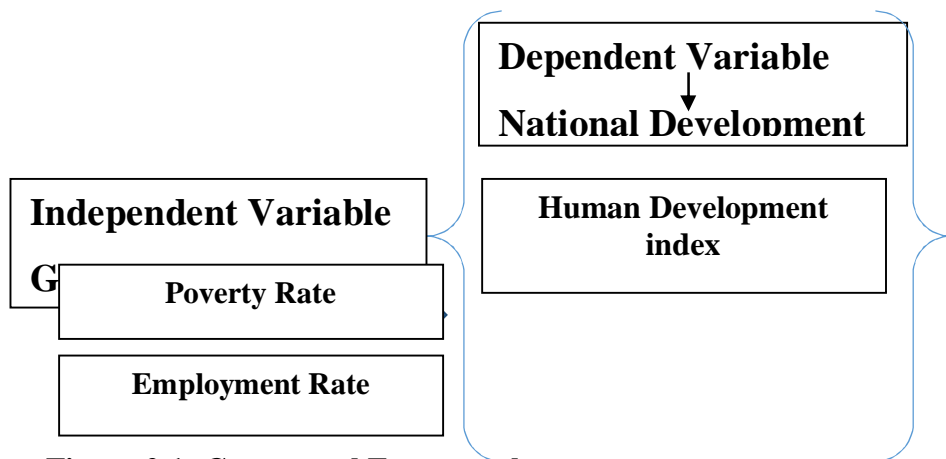 Dependent Variable
National Development
Independent Variable
G
Human Development
index
Poverty Rate
Employment Rate